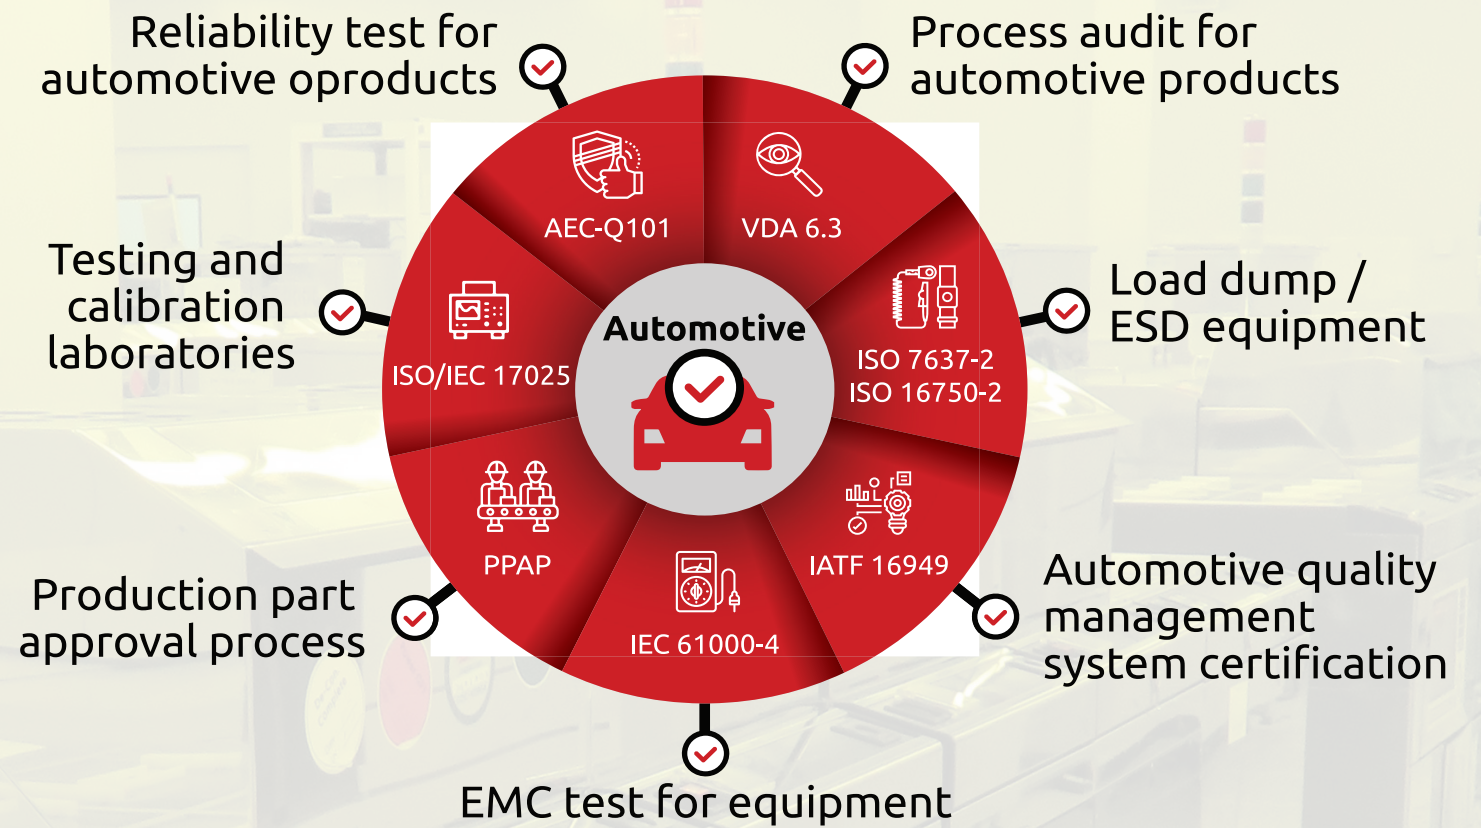 Reliability test for
automotive oproducts
Process audit for
automotive products
AEC-Q101
VDA 6.3
Testing and
calibration
laboratories
ISO/IEC 17025
Automotive
ISO 7637-2
ISO 16750-2
Load dump /
ESD equipment
PPAP
IATF 16949
Production part
approval process
IEC 61000-4
Automotive quality
management
system certification
EMC test for equipment